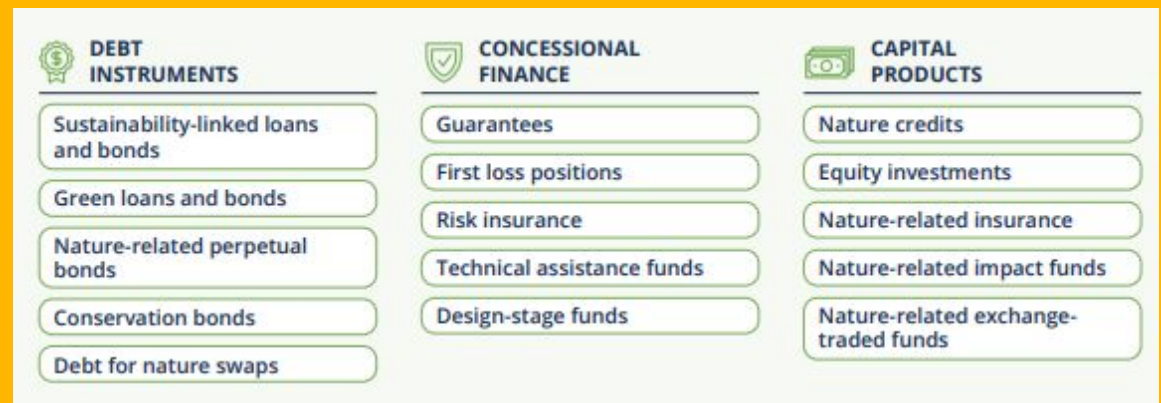 DEBT
INSTRUMENTS
Sustainability-linked loans
and bonds
Green loans and bonds
Nature-related perpetual
bonds
Conservation bonds
Debt for nature swaps
CONCESSIONAL
FINANCE
Guarantees
First loss positions
Risk insurance
Technical assistance funds
Design-stage funds
CAPITAL
PRODUCTS
Nature credits
Equity investments
Nature-related insurance
Nature-related impact funds
Nature-related exchange-
traded funds